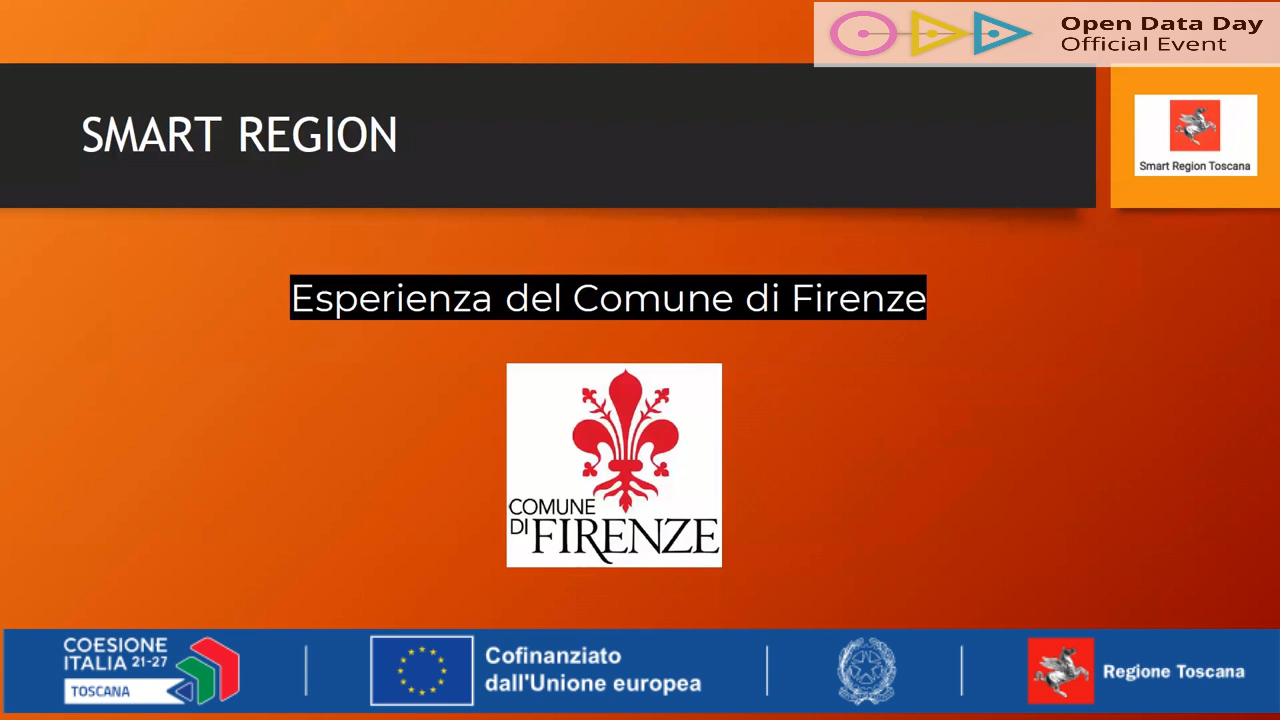 Open Data Day
Official Event
SMART REGION
Smart Region Toscana
Esperienza del Comune di Firenze
COMUNE
DI FIRENZE
COESIONE
ITALIA 21-27
TOSCANA
Cofinanziato
dall'Unione europea
Regione Toscana